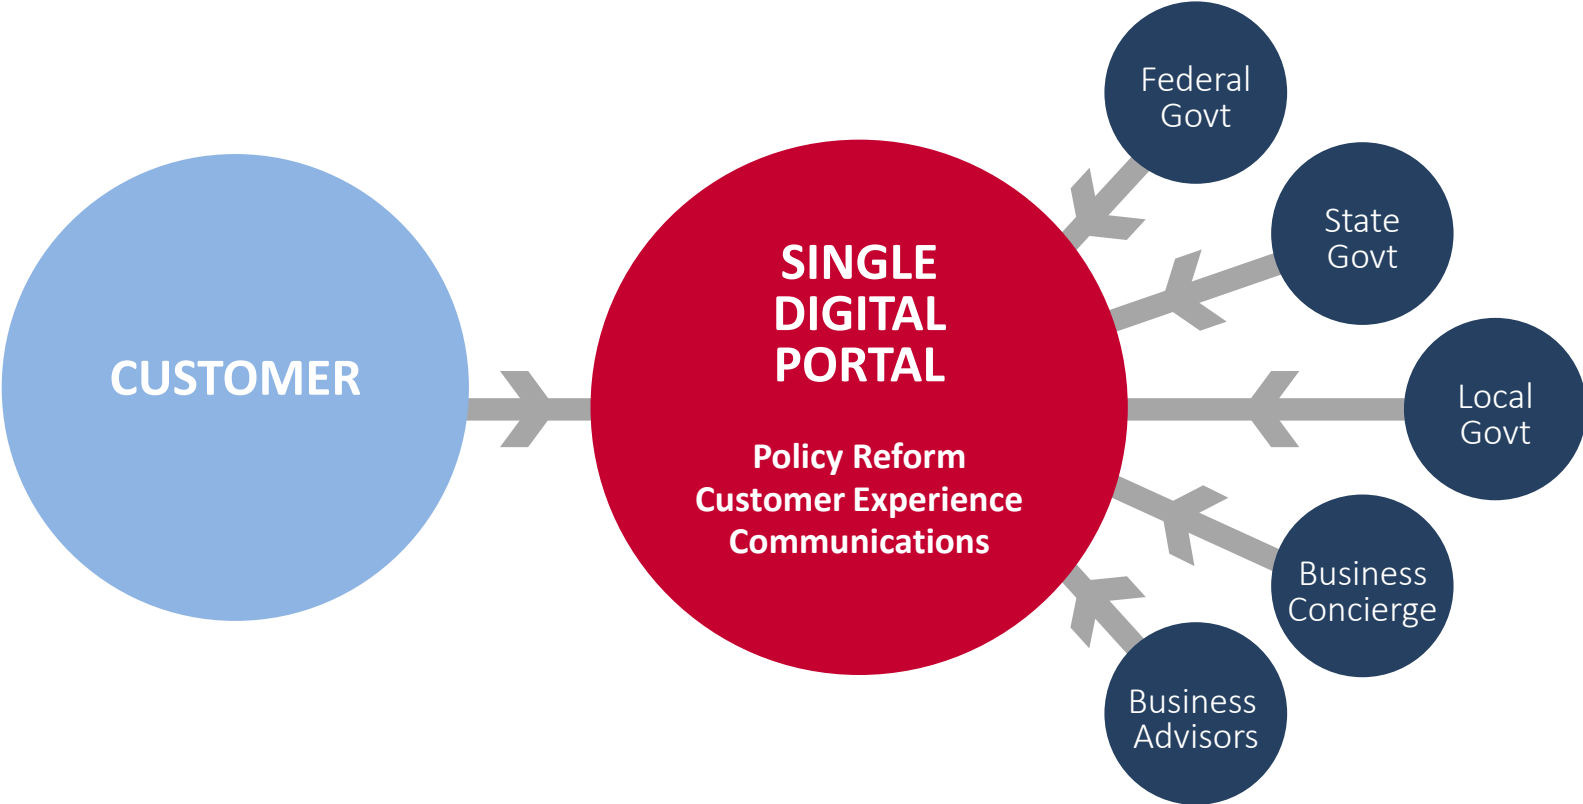 CUSTOMER
SINGLE
DIGITAL
PORTAL
Policy Reform
Customer Experience
Communications
Federal
Govt
State
Govt
Local
Govt
Business
Concierge
Business
Advisors